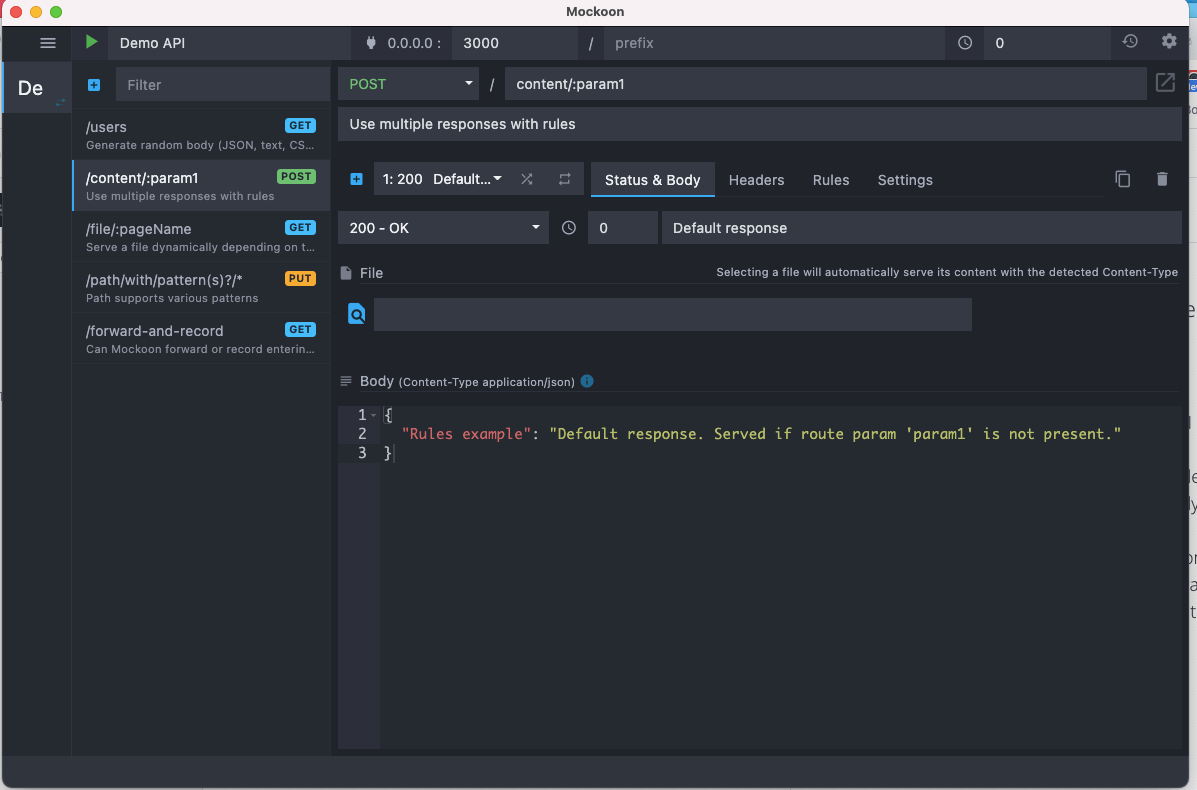 Mockoon
Demo API 0.0.0.0 : 3000 / prefix 0
De
Filter
POST / content/:param1
Use multiple responses with rules
/users GET
Generate random body (JSON, text, CS...
/content/:param1 POST
Use multiple responses with rules
/file/:pageName GET
Serve a file dynamically depending on t...
/path/with/pattern(s)?/* PUT
Path supports various patterns
/forward-and-record GET
Can Mockoon forward or record enterin...
1: 200 Default... Status & Body Headers Rules Settings
200 - OK 0 Default response
File Selecting a file will automatically serve its content with the detected Content-Type
Body (Content-Type application/json)
1 {
2 "Rules example": "Default response. Served if route param 'param1' is not present."
3 }